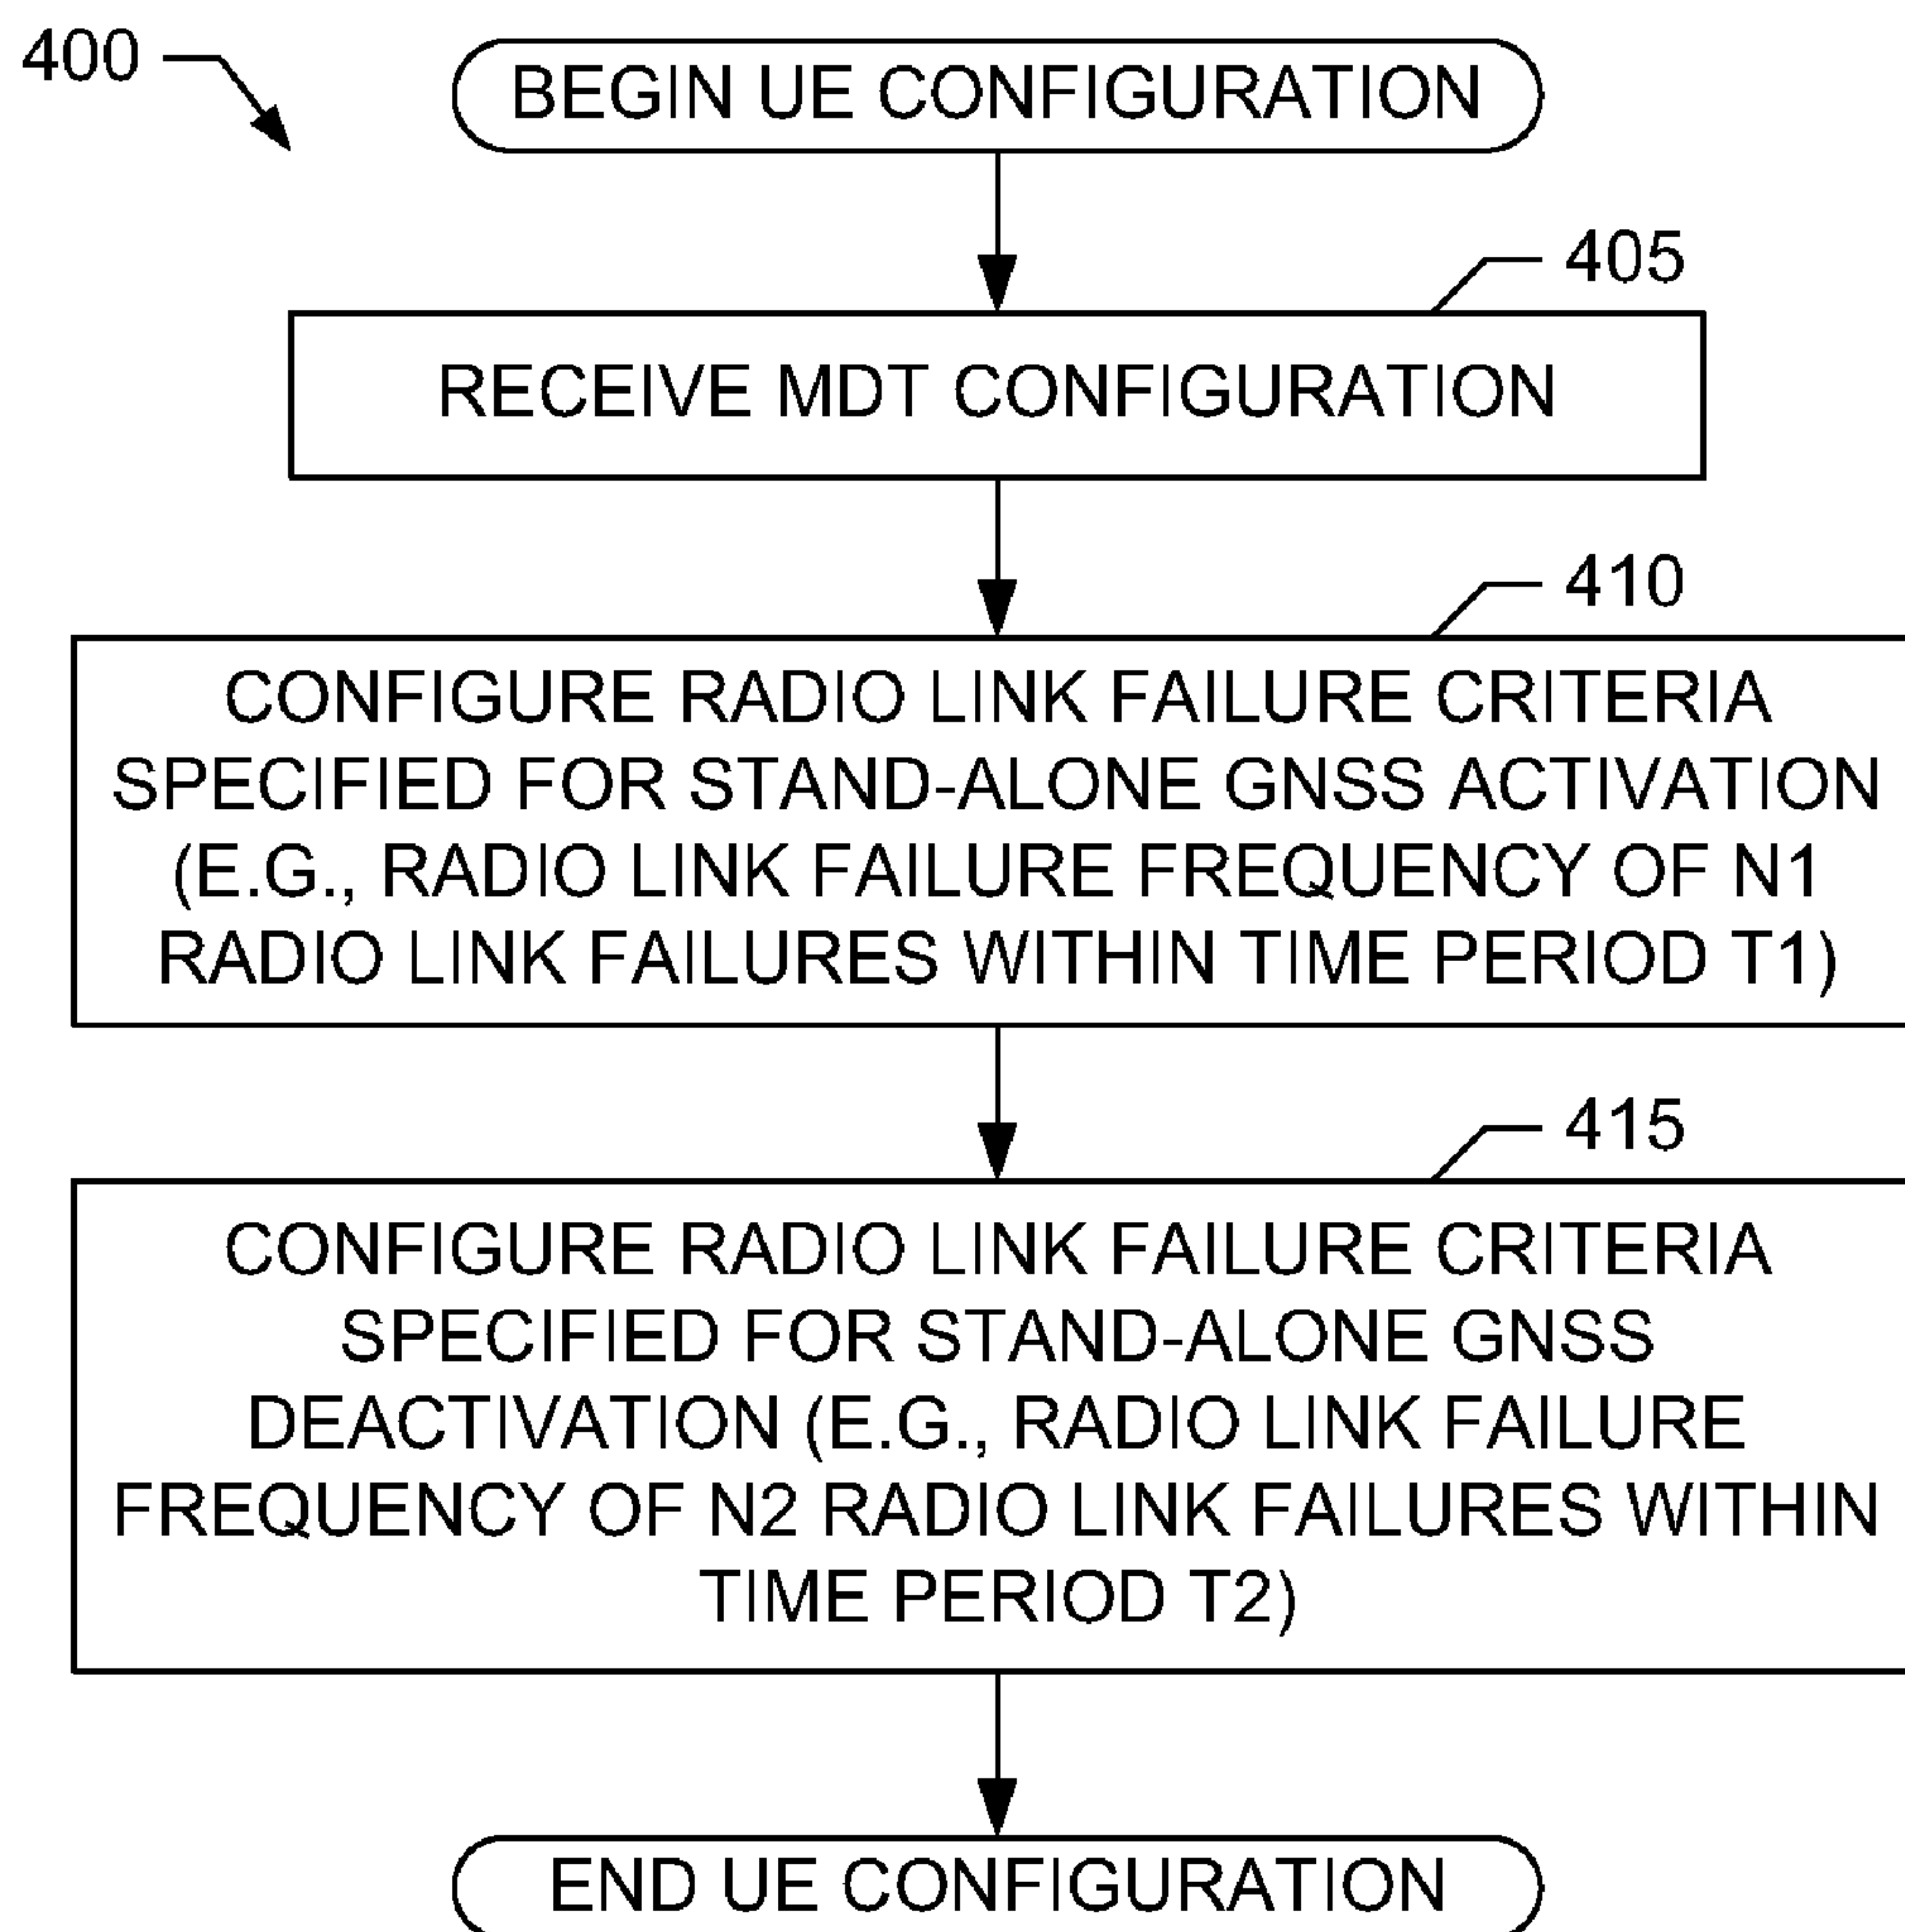 400
BEGIN UE CONFIGURATION
405
RECEIVE MDT CONFIGURATION
410
CONFIGURE RADIO LINK FAILURE CRITERIA
SPECIFIED FOR STAND-ALONE GNSS ACTIVATION
(E.G., RADIO LINK FAILURE FREQUENCY OF N1
RADIO LINK FAILURES WITHIN TIME PERIOD T1)
415
CONFIGURE RADIO LINK FAILURE CRITERIA
SPECIFIED FOR STAND-ALONE GNSS
DEACTIVATION (E.G., RADIO LINK FAILURE
FREQUENCY OF N2 RADIO LINK FAILURES WITHIN
TIME PERIOD T2)
END UE CONFIGURATION